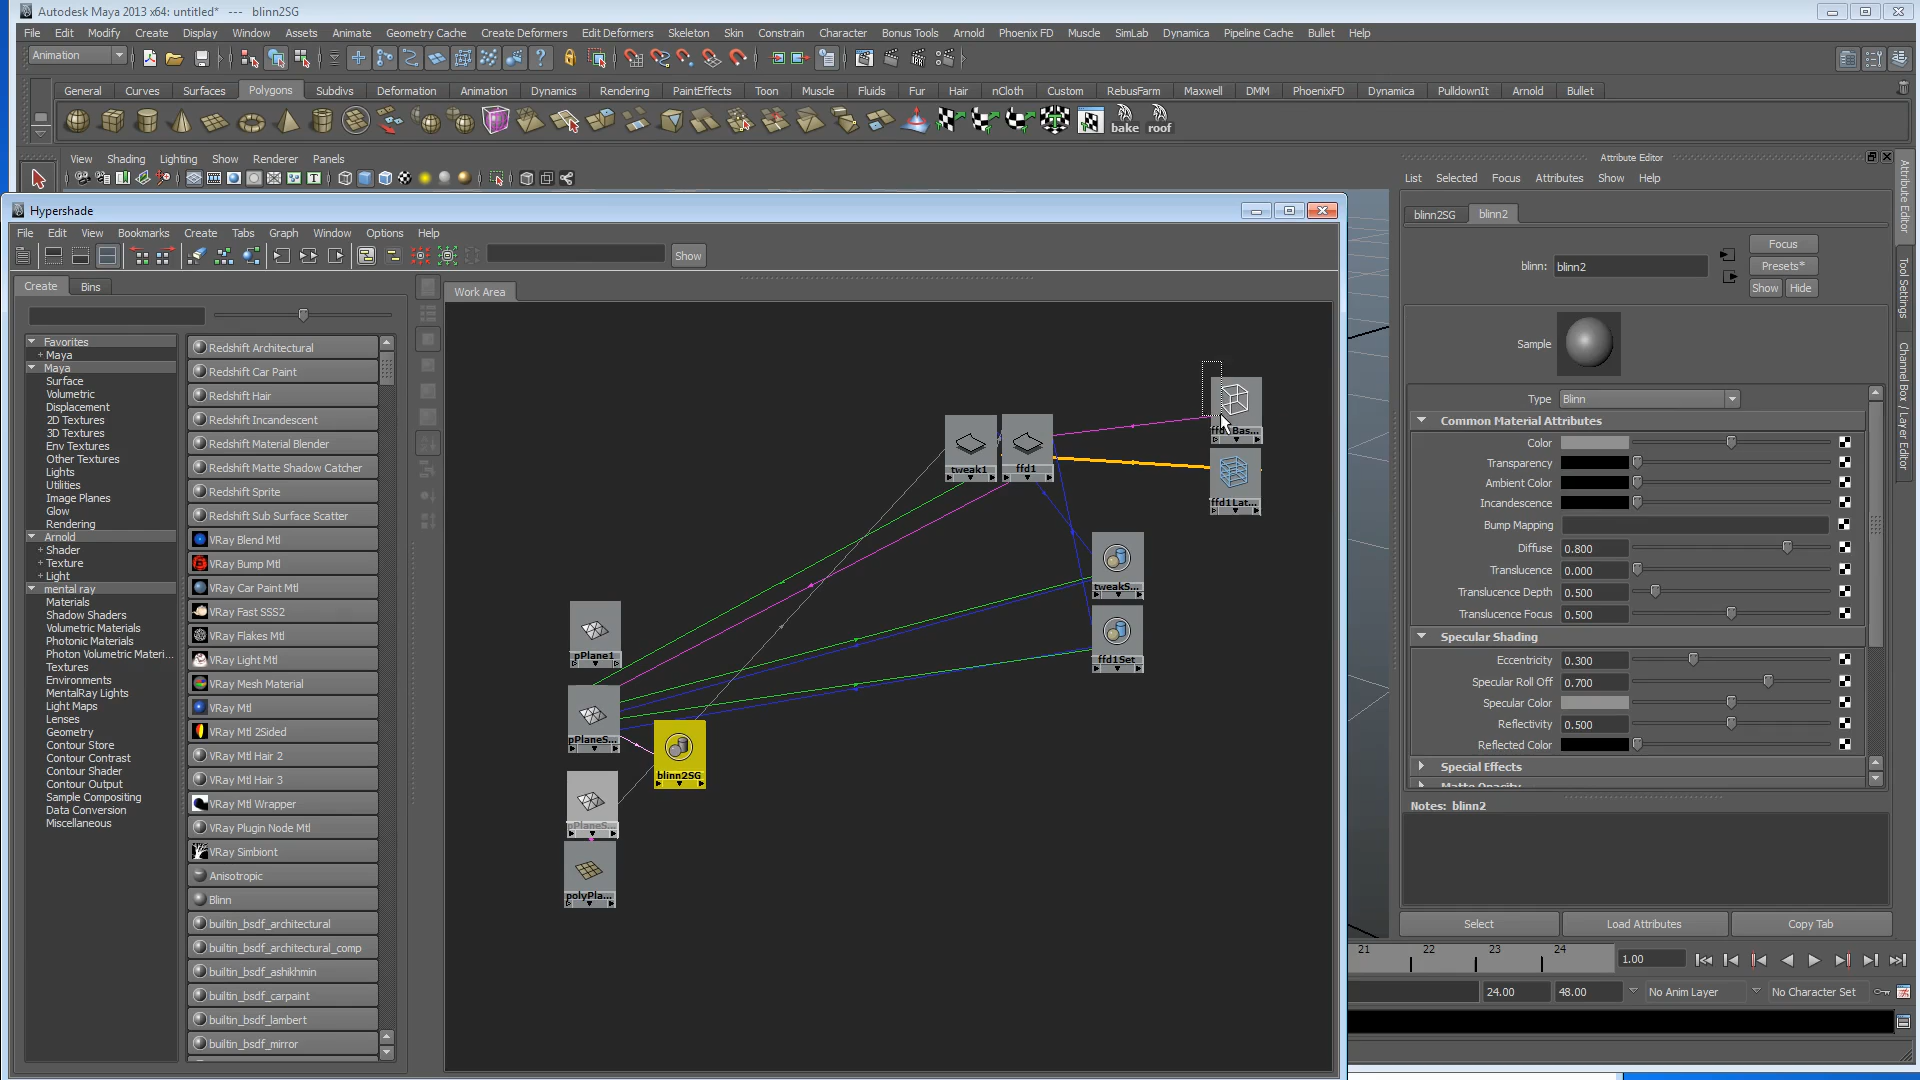 Autodesk Maya 2013 x64: untitled* --- blinn2SG
File Edit Modify Create Display Window Assets Animate Geometry Cache Create Deformers Edit Deformers Skeleton Skin Constrain Character Bonus Tools Arnold Phoenix FD Muscle SimLab Dynamica Pipeline Cache Bullet Help
Animation
General Curves Surfaces Polygons Subdivs Deformation Animation Dynamics Rendering PaintEffects Toon Muscle Fluids Fur Hair nCloth Custom RebusFarm Maxwell DMM PhoenixFD Dynamica PulldownIt Arnold Bullet
bake roof
View Shading Lighting Show Renderer Panels
Hypershade
File Edit View Bookmarks Create Tabs Graph Window Options Help
Show
Create Bins
Favorites
+ Maya
Maya
Surface
Volumetric
Displacement
2D Textures
3D Textures
Env Textures
Other Textures
Lights
Utilities
Image Planes
Glow
Rendering
Arnold
+ Shader
+ Texture
+ Light
mental ray
Materials
Shadow Shaders
Volumetric Materials
Photonic Materials
Photon Volumetric Materi...
Textures
Environments
MentalRay Lights
Light Maps
Lenses
Geometry
Contour Store
Contour Contrast
Contour Shader
Contour Output
Sample Compositing
Data Conversion
Miscellaneous
Redshift Architectural
Redshift Car Paint
Redshift Hair
Redshift Incandescent
Redshift Material Blender
Redshift Matte Shadow Catcher
Redshift Sprite
Redshift Sub Surface Scatter
VRay Blend Mtl
VRay Bump Mtl
VRay Car Paint Mtl
VRay Fast SSS2
VRay Flakes Mtl
VRay Light Mtl
VRay Mesh Material
VRay Mtl
VRay Mtl 2Sided
VRay Mtl Hair 2
VRay Mtl Hair 3
VRay Mtl Wrapper
VRay Plugin Node Mtl
VRay Simbiont
Anisotropic
Blinn
builtin_bsdf_architectural
builtin_bsdf_architectural_comp
builtin_bsdf_ashikhmin
builtin_bsdf_carpaint
builtin_bsdf_lambert
builtin_bsdf_mirror
Work Area
tweak1
ffd1
ffd1Lat...
tweakS...
ffd1Set
pPlane1
pPlaneS...
blinn2SG
pPlaneS...
polyPla...
Attribute Editor
List Selected Focus Attributes Show Help
blinn2SG blinn2
Focus
blinn: blinn2
Presets*
Show Hide
Sample
Type Blinn
Common Material Attributes
Color
Transparency
Ambient Color
Incandescence
Bump Mapping
Diffuse 0.800
Translucence 0.000
Translucence Depth 0.500
Translucence Focus 0.500
Specular Shading
Eccentricity 0.300
Specular Roll Off 0.700
Specular Color
Reflectivity 0.500
Reflected Color
Special Effects
Matte Opacity
Notes: blinn2
Select Load Attributes Copy Tab
21 22 23 24
1.00
24.00 48.00 No Anim Layer No Character Set
Attribute Editor
Tool Settings
Channel Box / Layer Editor